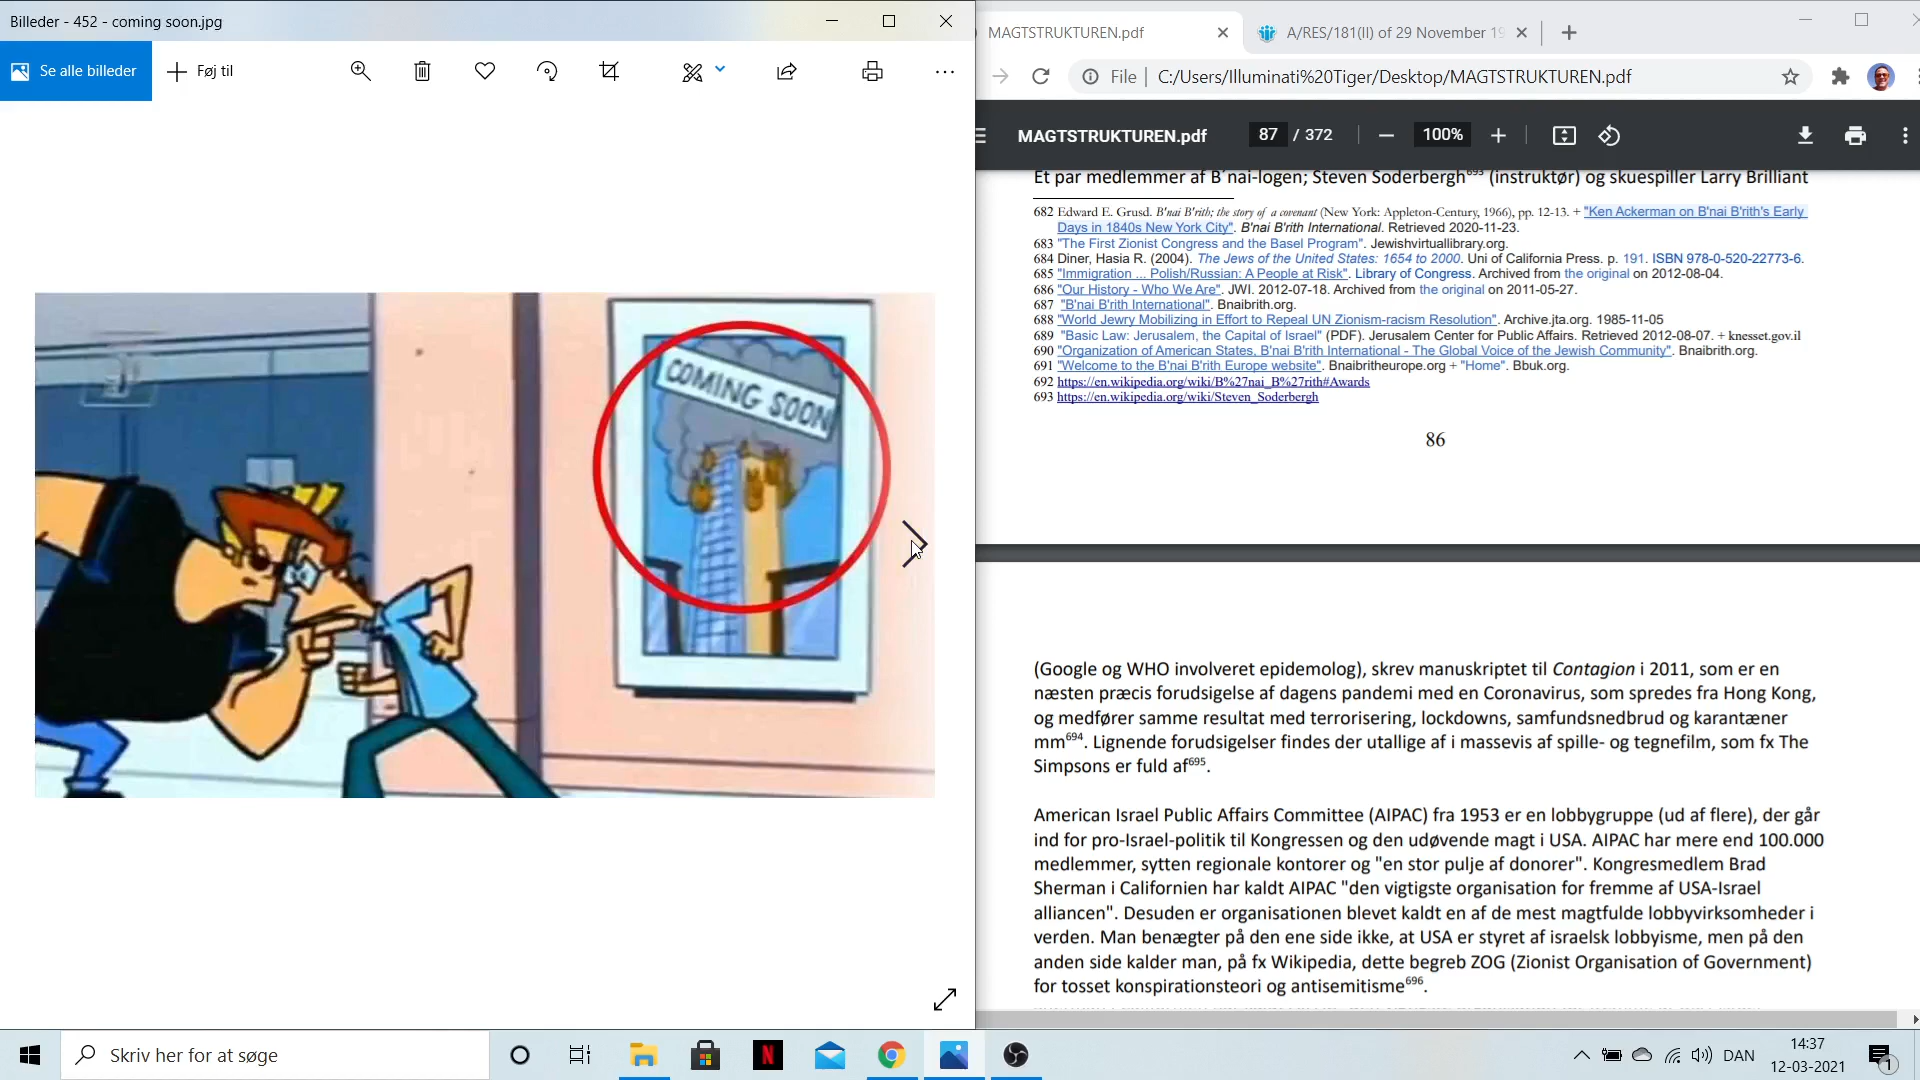 Billeder - 452 - coming soon.jpg
Se alle billeder
Føj til
COMING SOON
MAGTSTRUKTUREN.pdf
A/RES/181(II) of 29 November 19
File | C:/Users/Illuminati%20Tiger/Desktop/MAGTSTRUKTUREN.pdf
MAGTSTRUKTUREN.pdf
87 / 372
100%
Et par medlemmer af B´nai-logen; Steven Soderbergh693 (instruktør) og skuespiller Larry Brilliant
682 Edward E. Grusd. B'nai B'rith; the story of a covenant (New York: Appleton-Century, 1966), pp. 12-13. + "Ken Ackerman on B'nai B'rith's Early
Days in 1840s New York City". B'nai B'rith International. Retrieved 2020-11-23.
683 "The First Zionist Congress and the Basel Program". Jewishvirtuallibrary.org.
684 Diner, Hasia R. (2004). The Jews of the United States: 1654 to 2000. Uni of California Press. p. 191. ISBN 978-0-520-22773-6.
685 "Immigration ... Polish/Russian: A People at Risk". Library of Congress. Archived from the original on 2012-08-04.
686 "Our History - Who We Are". JWI. 2012-07-18. Archived from the original on 2011-05-27.
687 "B'nai B'rith International". Bnaibrith.org.
688 "World Jewry Mobilizing in Effort to Repeal UN Zionism-racism Resolution". Archive.jta.org. 1985-11-05
689 "Basic Law: Jerusalem, the Capital of Israel" (PDF). Jerusalem Center for Public Affairs. Retrieved 2012-08-07. + knesset.gov.il
690 "Organization of American States, B'nai B'rith International - The Global Voice of the Jewish Community". Bnaibrith.org.
691 "Welcome to the B'nai B'rith Europe website". Bnaibritheurope.org + "Home". Bbuk.org.
692 https://en.wikipedia.org/wiki/B%27nai_B%27rith#Awards
693 https://en.wikipedia.org/wiki/Steven_Soderbergh
86
(Google og WHO involveret epidemolog), skrev manuskriptet til Contagion i 2011, som er en
næsten præcis forudsigelse af dagens pandemi med en Coronavirus, som spredes fra Hong Kong,
og medfører samme resultat med terrorisering, lockdowns, samfundsnedbrud og karantæner
mm694. Lignende forudsigelser findes der utallige af i massevis af spille- og tegnefilm, som fx The
Simpsons er fuld af695.
American Israel Public Affairs Committee (AIPAC) fra 1953 er en lobbygruppe (ud af flere), der går
ind for pro-Israel-politik til Kongressen og den udøvende magt i USA. AIPAC har mere end 100.000
medlemmer, sytten regionale kontorer og "en stor pulje af donorer". Kongresmedlem Brad
Sherman i Californien har kaldt AIPAC "den vigtigste organisation for fremme af USA-Israel
alliancen". Desuden er organisationen blevet kaldt en af de mest magtfulde lobbyvirksomheder i
verden. Man benægter på den ene side ikke, at USA er styret af israelsk lobbyisme, men på den
anden side kalder man, på fx Wikipedia, dette begreb ZOG (Zionist Organisation of Government)
for tosset konspirationsteori og antisemitisme696.
Skriv her for at søge
DAN
14:37
12-03-2021
1